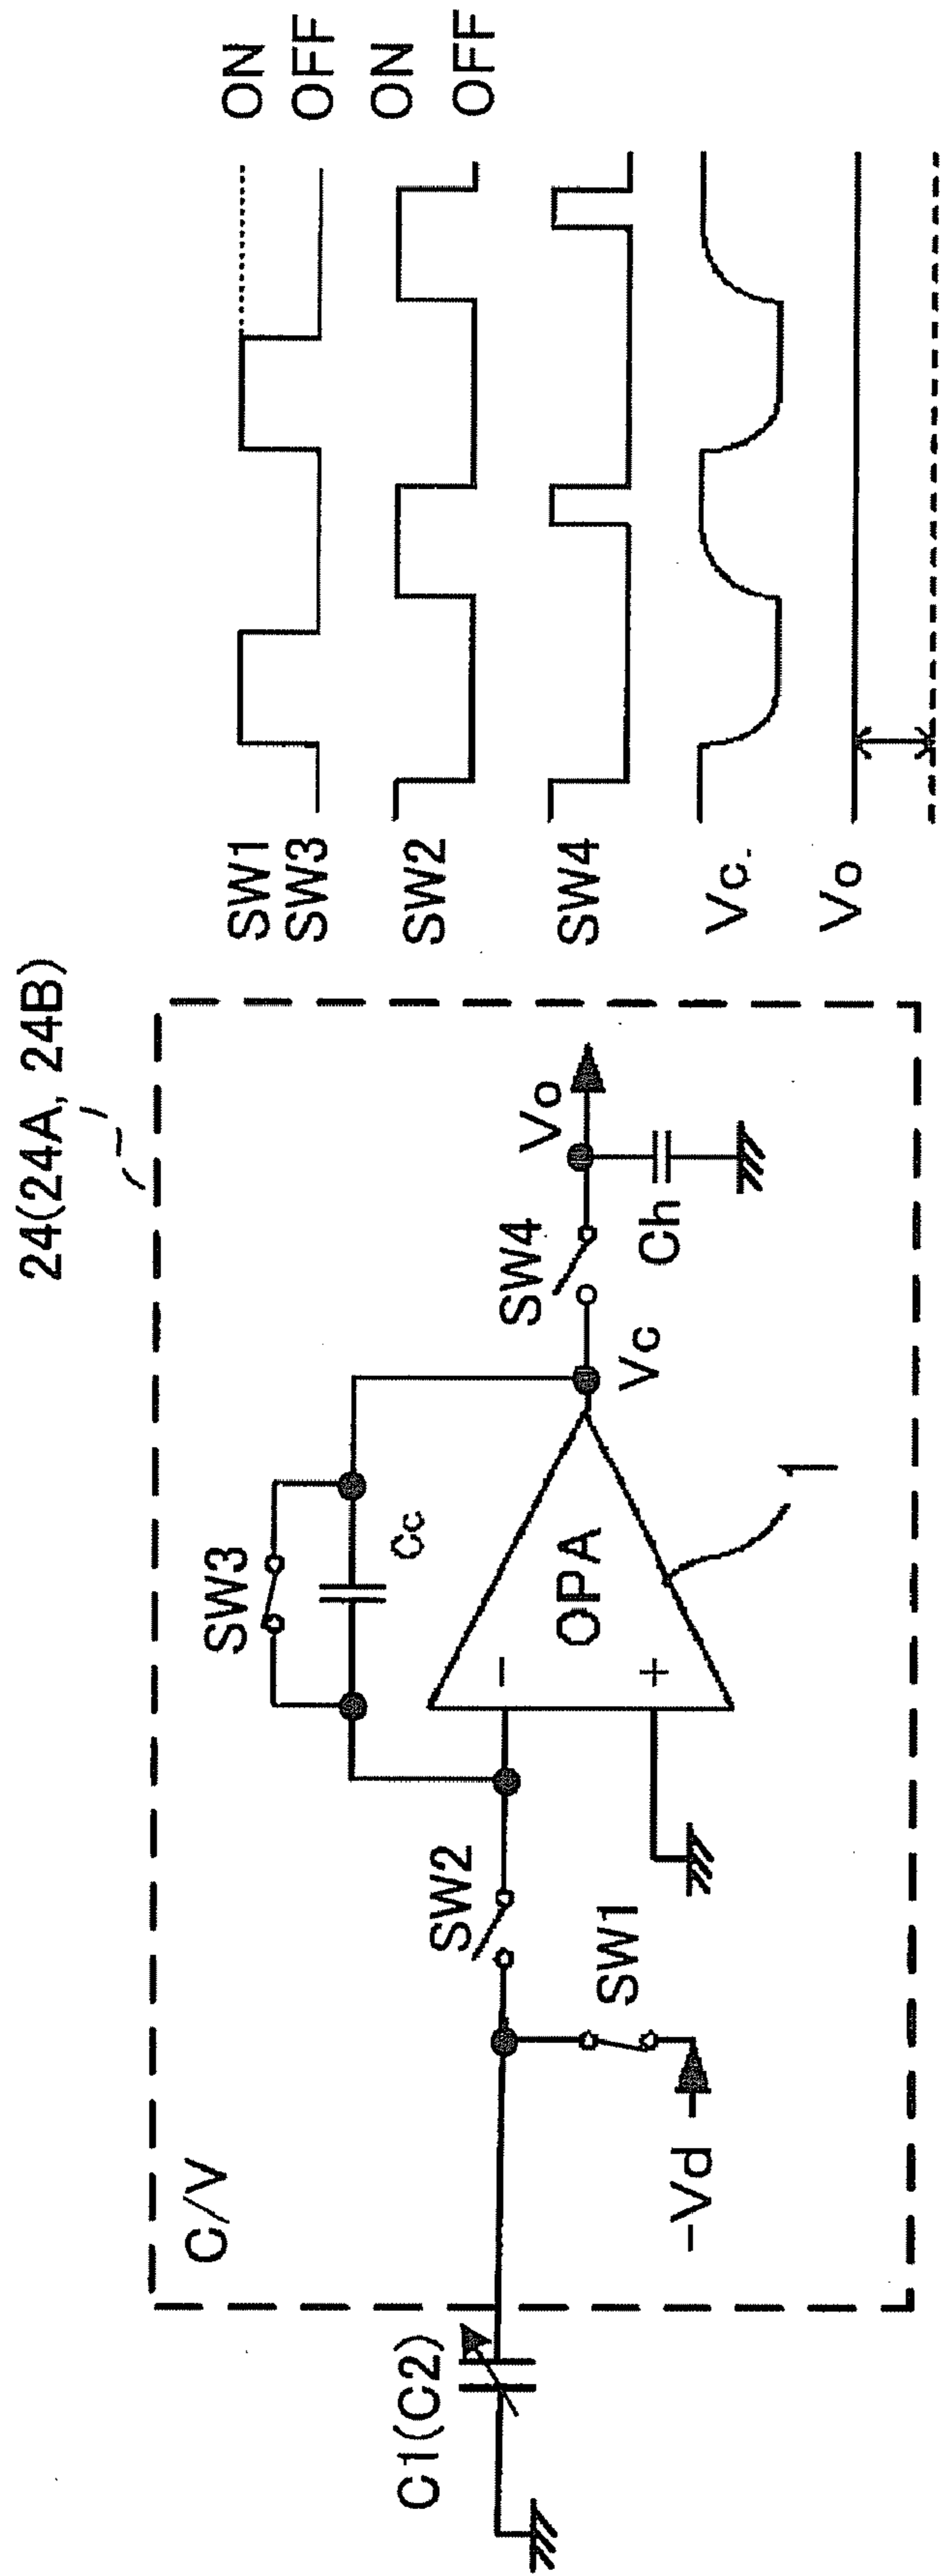 24(24A, 24B)
C/V
C1(C2)
-Vd
SW1
SW2
SW3
Cc
OPA
-
+
1
Vc
SW4
Ch
Vo
SW1
SW3
ON
OFF
SW2
ON
OFF
SW4
Vc
Vo